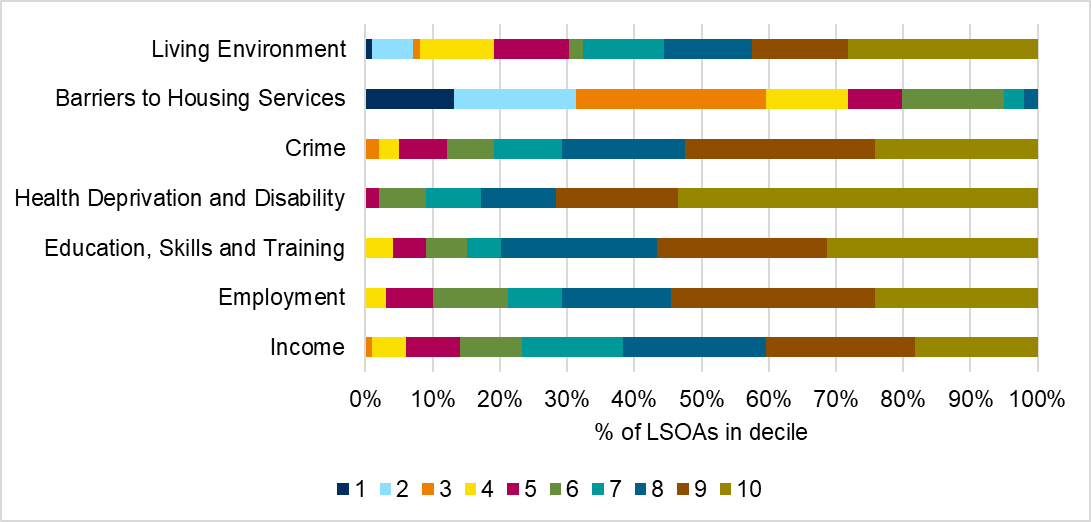 Living Environment
Barriers to Housing Services
Crime
Health Deprivation and Disability
Education, Skills and Training
Employment
Income
0% 10% 20% 30% 40% 50% 60% 70% 80% 90% 100%
% of LSOAs in decile
1 2 3 4 5 6 7 8 9 10